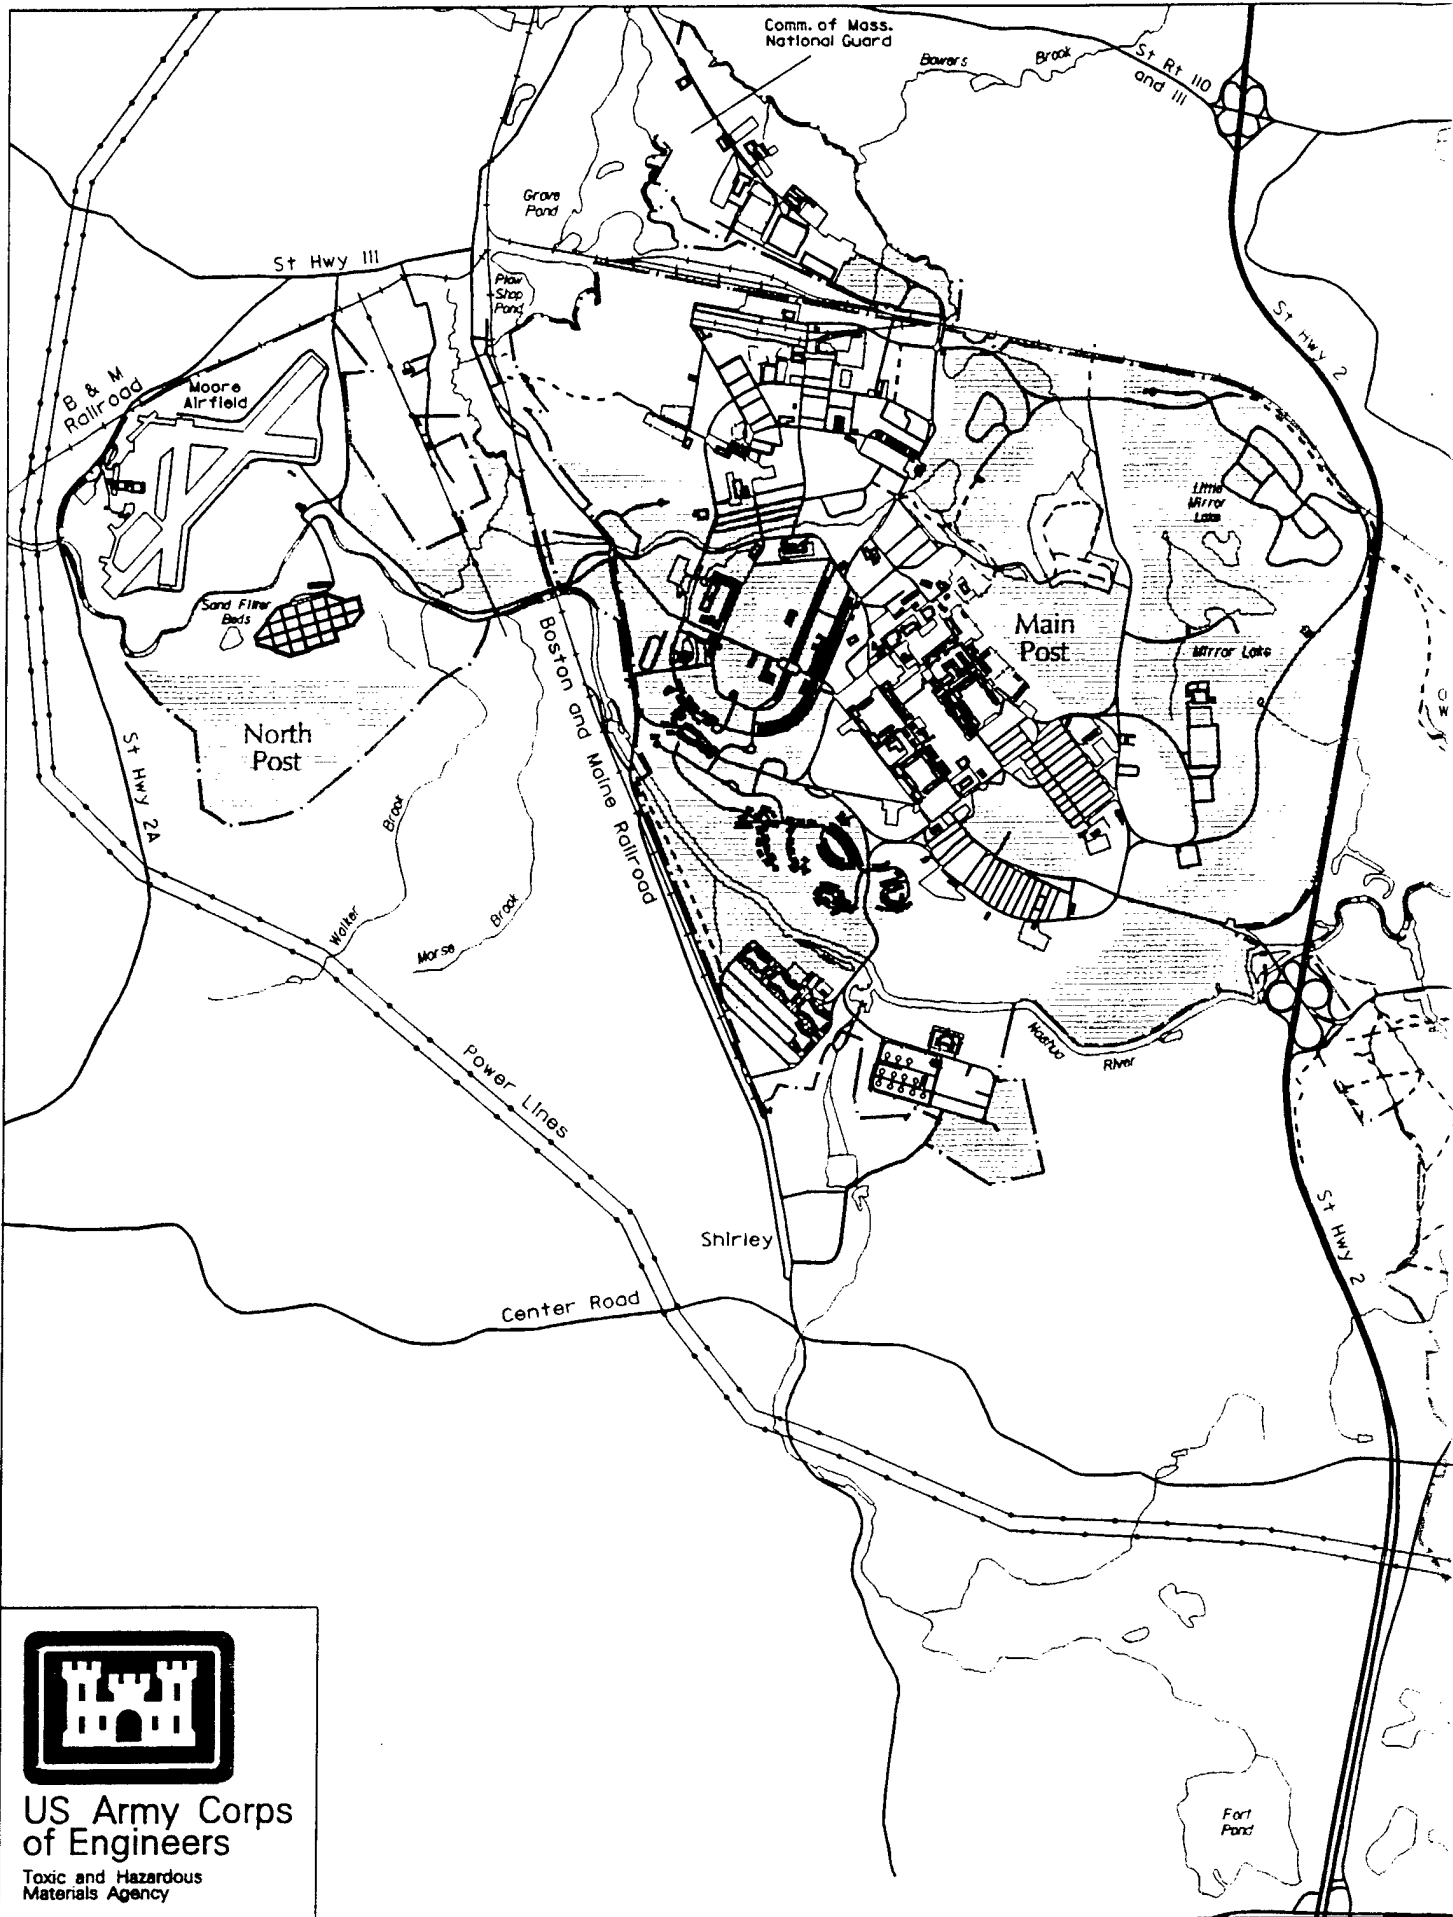 Comm. of Mass.
National Guard
Bowers Brook
St Rt 110
and 111
Grove
Pond
St Hwy 111
Plow
Shop
Pond
St Hwy 2
B & M
Railroad
Moore
Airfield
Little
Mirror
Lake
Sand Filter
Beds
Main
Post
Mirror Lake
North
Post
Boston and Maine Railroad
St Hwy 2A
Walker Brook
Morse Brook
Nashua River
Power Lines
St Hwy 2
Shirley
Center Road
Fort
Pond
US Army Corps
of Engineers
Toxic and Hazardous
Materials Agency